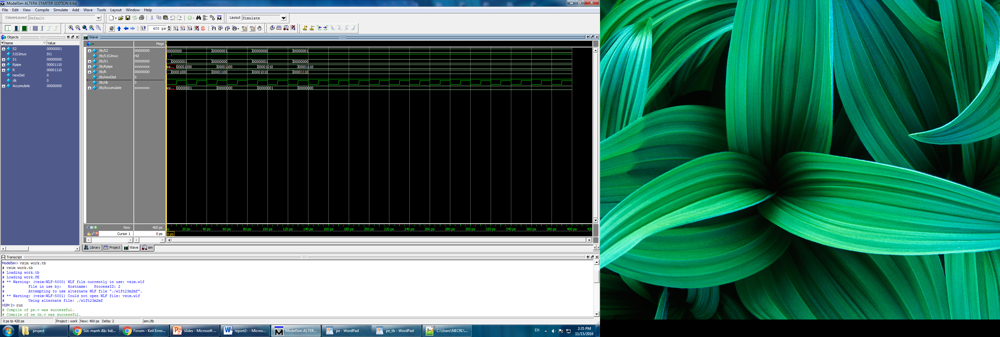 ModelSim ALTERA STARTER EDITION 6.6d
File Edit View Compile Simulate Add Wave Tools Layout Window Help
ColumnLayout Default Layout Simulate
400 ps
Objects
Name Value
S2 00000001
S1S2mux St1
S1 00000000
Rpipe 00001110
R 00001110
newDist 0
clk 0
Accumulate 00000000
Wave
Msgs
/tb/S2 00000000 00000000 00000001 00000000 00000001
/tb/S1S2mux HiZ
/tb/S1 00000000 00000001 00000000 00000001 00000000
/tb/Rpipe xxxxxxxx xx... 00001000 00001100 00001010 00001110
/tb/R 00000000 00001000 00001100 00001010 00001110
/tb/newDist 0
/tb/clk 0
/tb/Accumulate xxxxxxxx xx... 00000001 00000000 00000001 00000000
Now 400 ps ps 20 ps 40 ps 60 ps 80 ps 100 ps 120 ps 140 ps 160 ps 180 ps 200 ps 220 ps 240 ps 260 ps 280 ps 300 ps 320 ps 340 ps 360 ps 380 ps 400 ps 420
Cursor 1 0 ps 0 ps
Library Project Wave sim
Transcript
ModelSim> vsim work.tb
# vsim work.tb
# Loading work.tb
# Loading work.PE
# ** Warning: (vsim-WLF-5000) WLF file currently in use: vsim.wlf
# File in use by: Hostname: ProcessID: 2
# Attempting to use alternate WLF file "./wlft23m2mf".
# ** Warning: (vsim-WLF-5001) Could not open WLF file: vsim.wlf
# Using alternate file: ./wlft23m2mf
VSIM 2> run
# Compile of pe.v was successful.
# Compile of pe_tb.v was successful.
0 ps to 420 ps Project : work Now: 400 ps Delta: 2 sim:/tb
project Sức mạnh đặc biệ... Forum - Keil Error... slides - Microsoft ... report2- - Micros... ModelSim ALTER... pe - WordPad pe_tb - WordPad C:\Users\NECRL\... EN 2:35 PM
11/15/2016